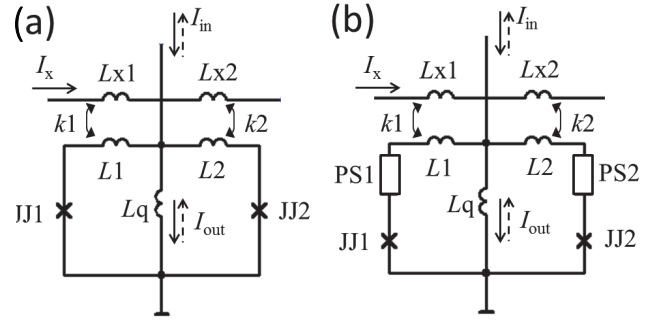 (a)
Iin
Ix
Lx1
Lx2
k1
k2
L1
L2
JJ1
Lq
Iout
JJ2
(b)
Iin
Ix
Lx1
Lx2
k1
k2
L1
L2
PS1
PS2
Lq
Iout
JJ1
JJ2